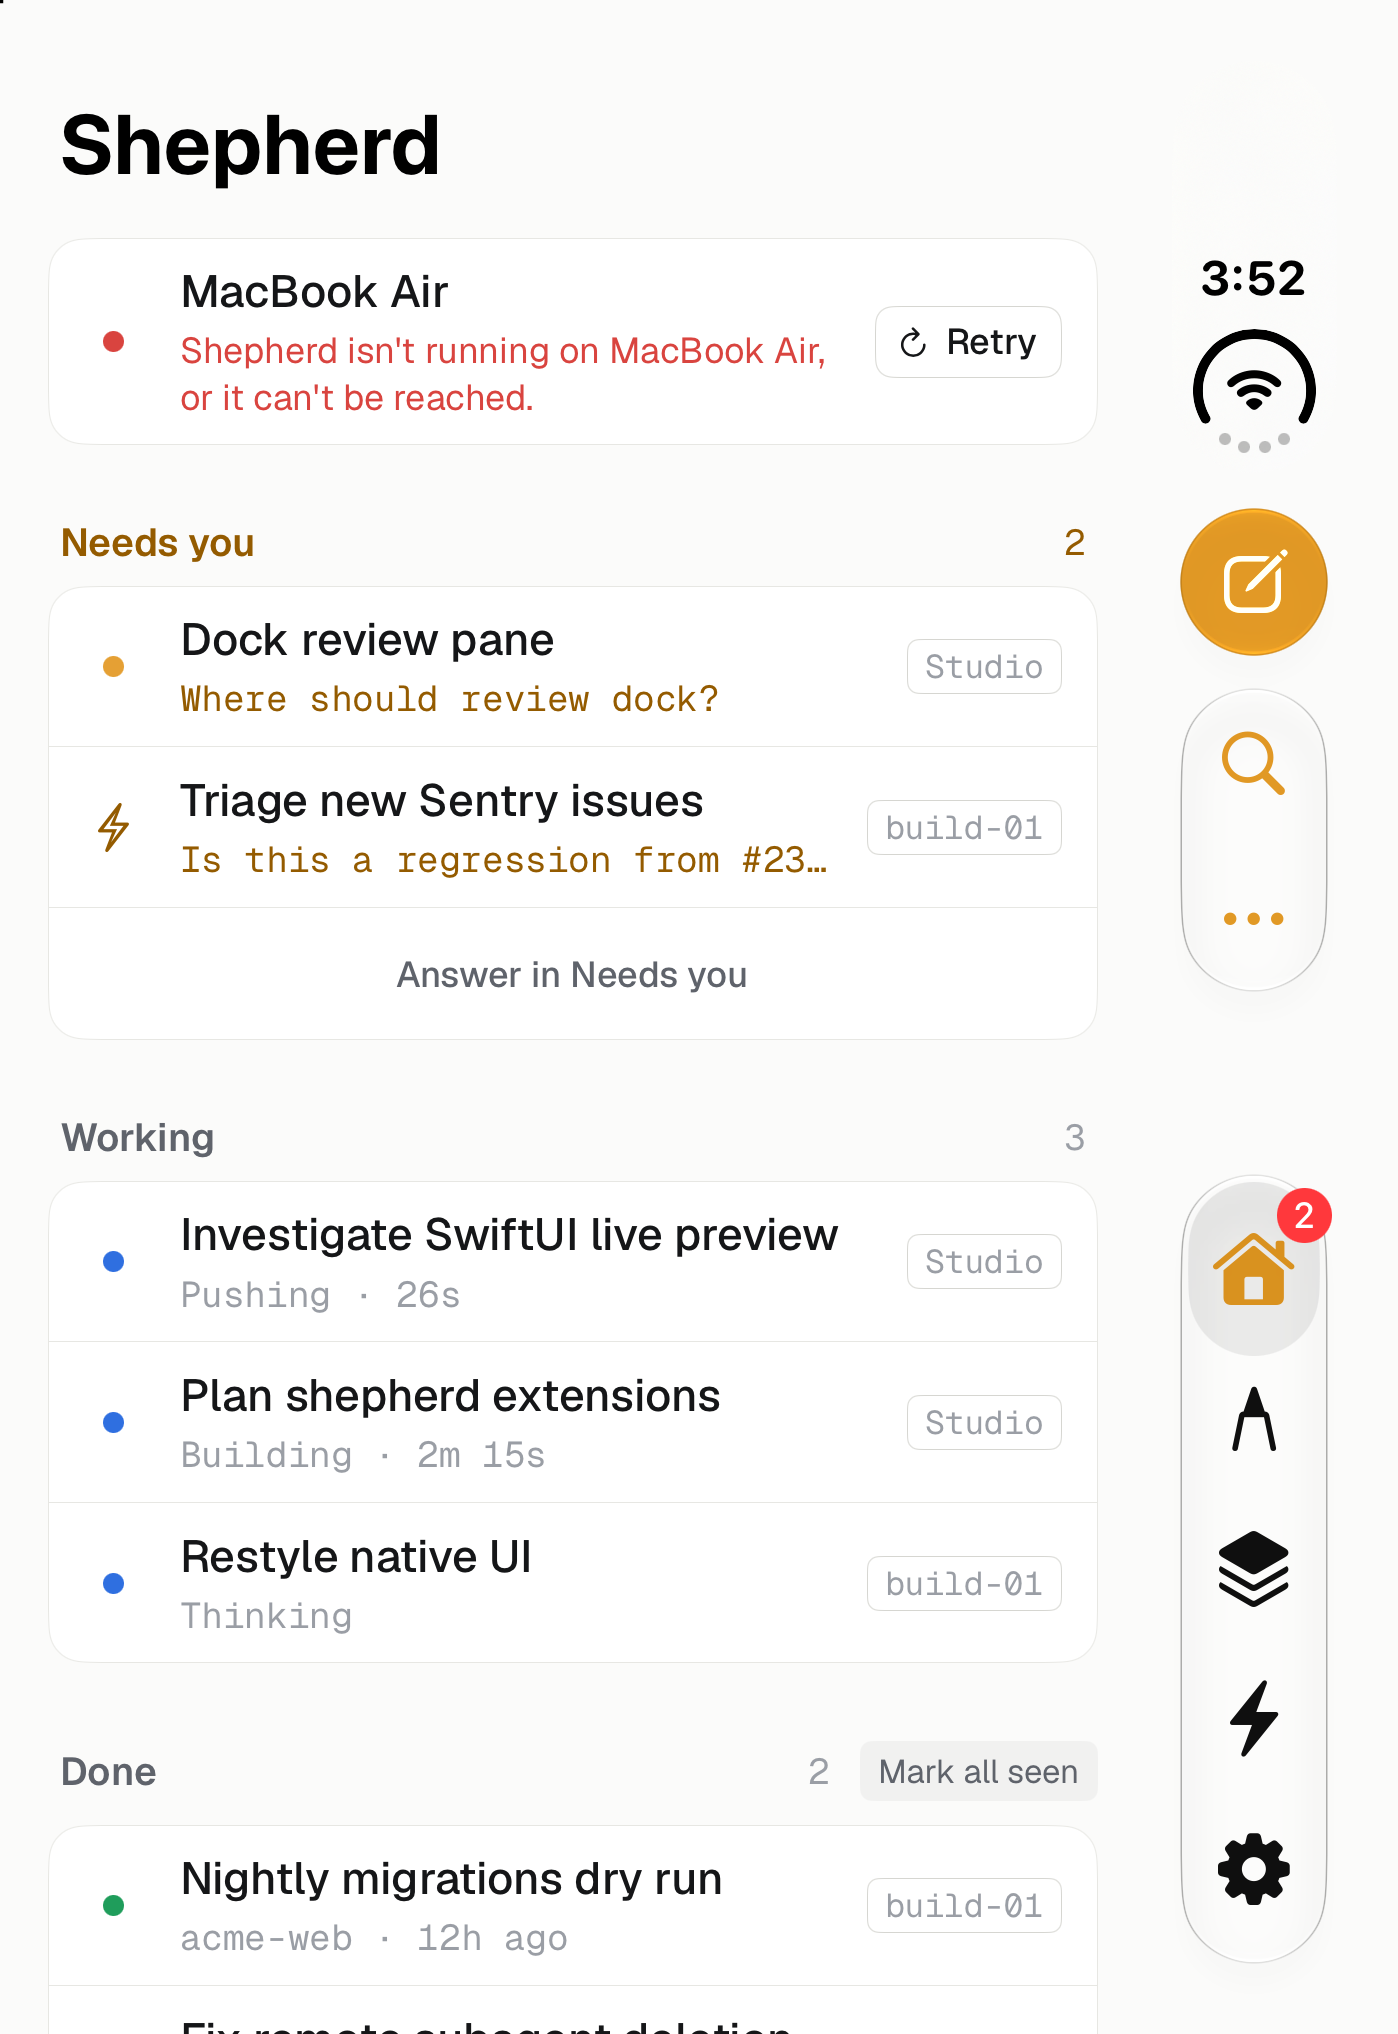 Shepherd
MacBook Air
Shepherd isn't running on MacBook Air,
or it can't be reached.
Retry
3:52
Needs you
2
Dock review pane
Where should review dock?
Studio
Triage new Sentry issues
Is this a regression from #23…
build-01
Answer in Needs you
Working
3
Investigate SwiftUI live preview
Pushing · 26s
Studio
2
Plan shepherd extensions
Building · 2m 15s
Studio
Restyle native UI
Thinking
build-01
Done
2
Mark all seen
Nightly migrations dry run
acme-web · 12h ago
build-01
Fix remote subagent deletion